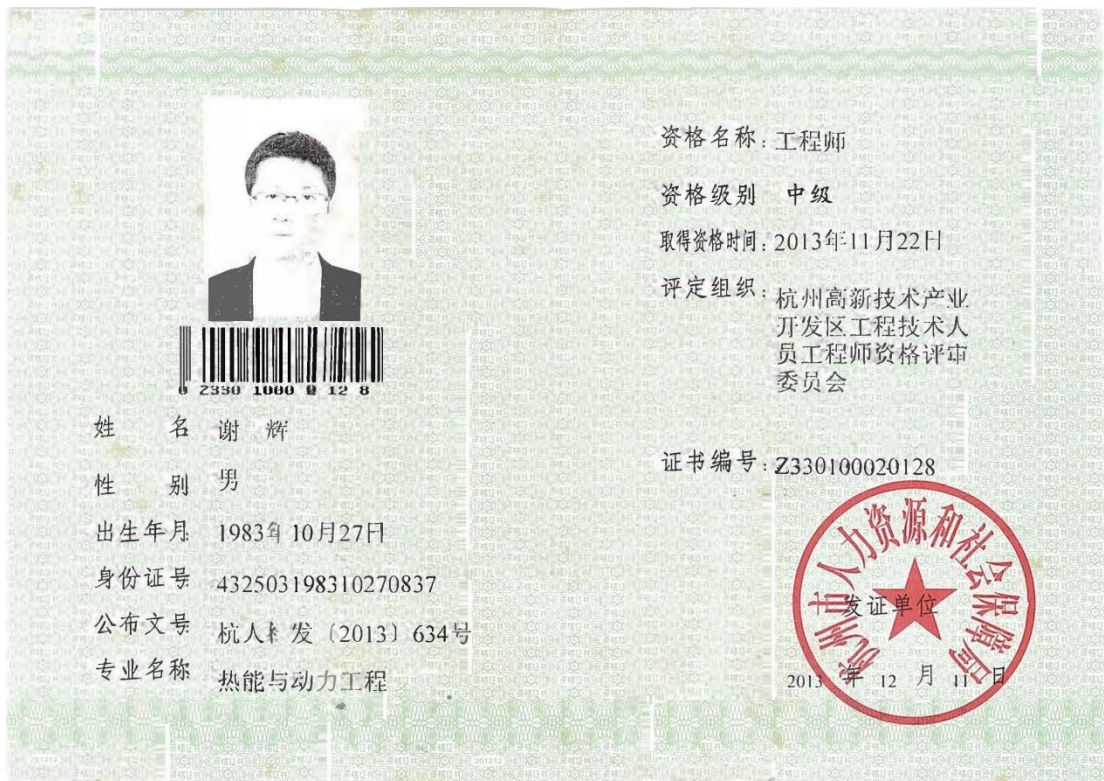 0 2330 1000 0 12 8
姓 名 谢 辉
性 别 男
出生年月 1983年10月27日
身份证号 432503198310270837
公布文号 杭人 发〔2013〕634号
专业名称 热能与动力工程
资格名称:工程师
资格级别 中级
取得资格时间:2013年11月22日
评定组织:杭州高新技术产业
开发区工程技术人
员工程师资格评审
委员会
证书编号:Z330100020128
杭州市人力资源和社会保障局
发证单位
2013 年 12 月 11 日